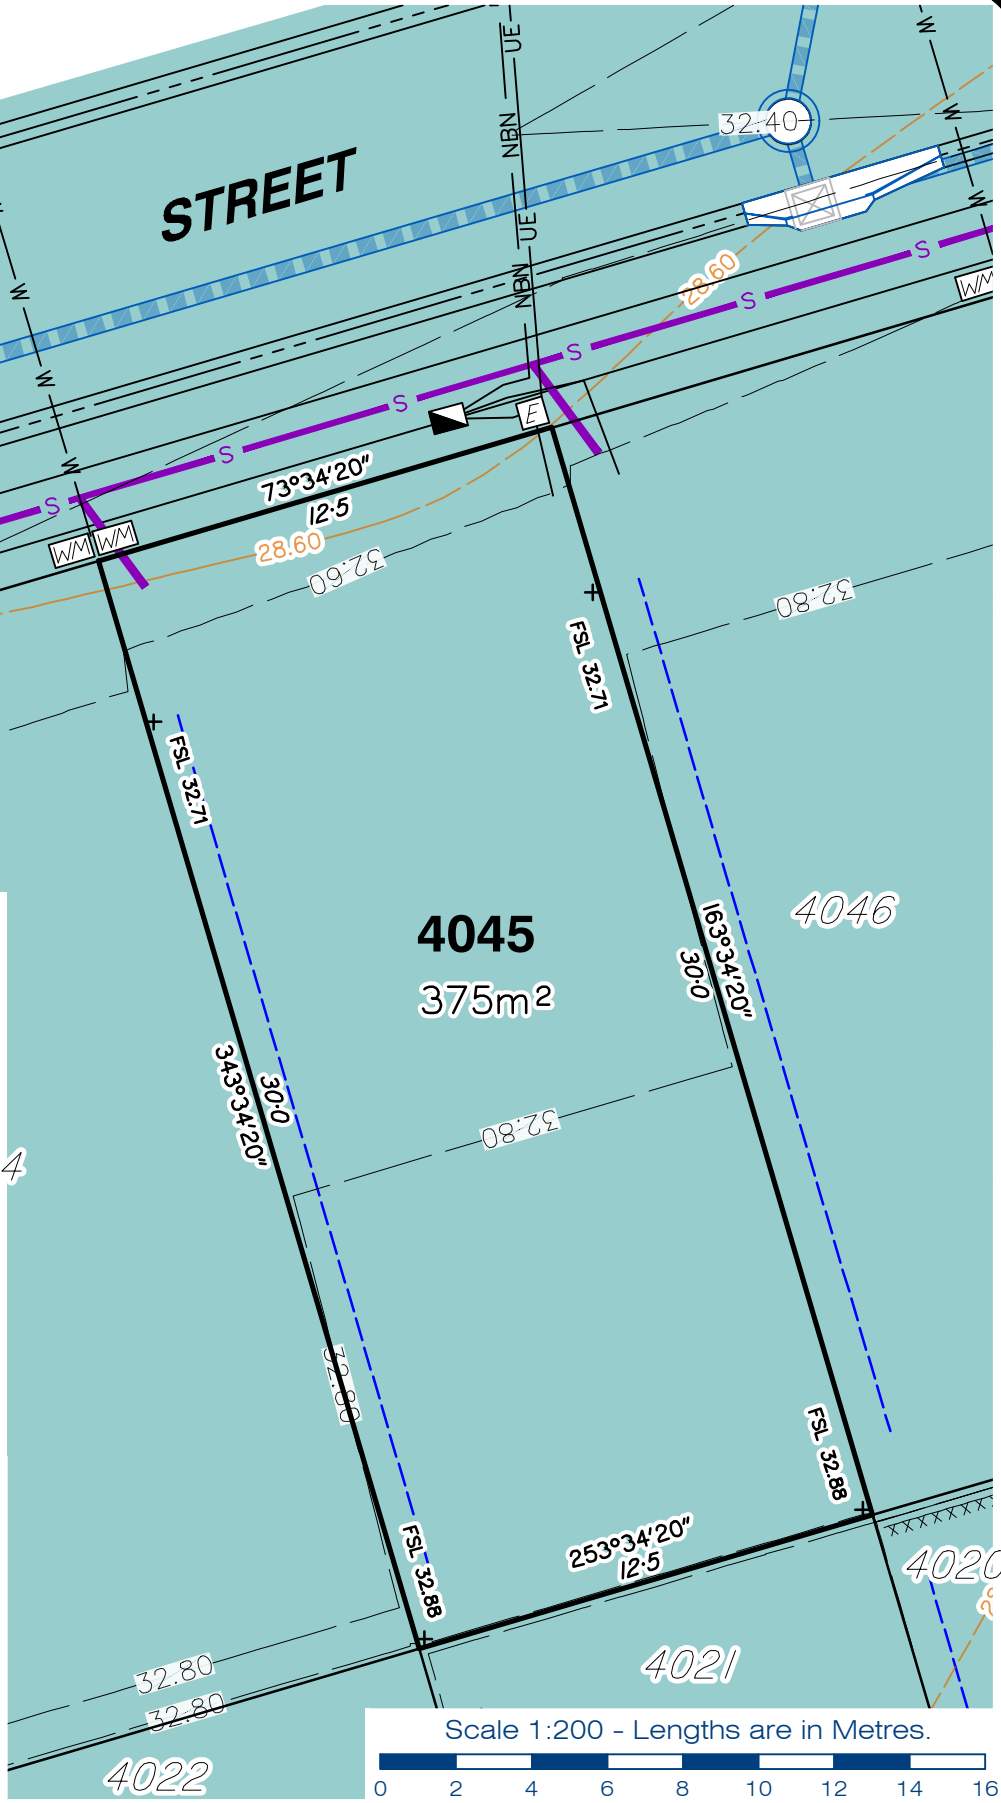 UE
W
NBN
W
32.40
STREET
W
UE
S
28.60
NBN
WM
W
S
S
W
S
W
S
E
73°34'20"
S
12·5
WM
WM
28.60
32.60
32.80
FSL 32.71
FSL 32.71
4046
4045
163°34'20"
30·0
375m²
343°34'20"
30·0
32.80
4
32.80
FSL 32.88
253°34'20"
12·5
FSL 32.88
4020
4021
32.80
32.80
4022
Scale 1:200 - Lengths are in Metres.
0 2 4 6 8 10 12 14 16